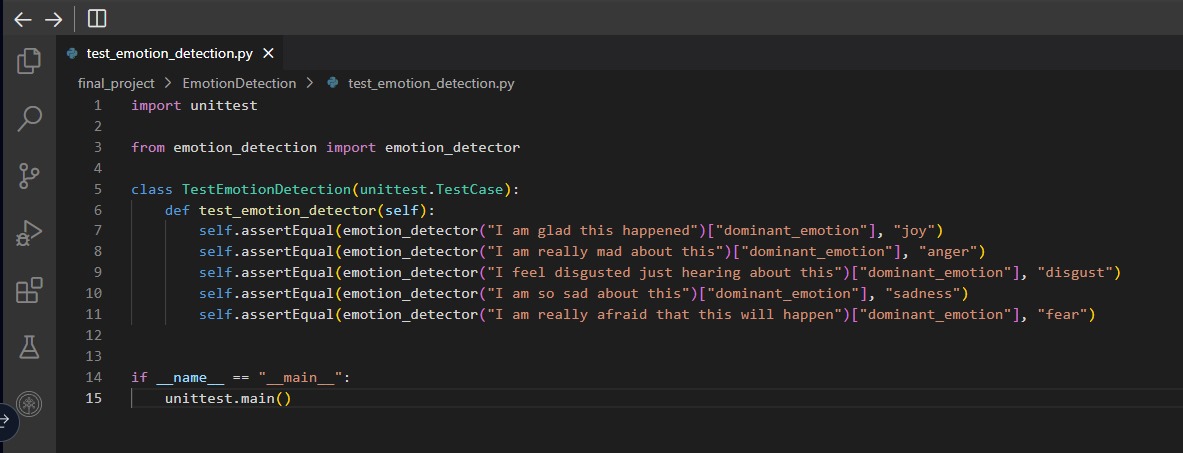 test_emotion_detection.py
final_project > EmotionDetection > test_emotion_detection.py
1 import unittest
2
3 from emotion_detection import emotion_detector
4
5 class TestEmotionDetection(unittest.TestCase):
6     def test_emotion_detector(self):
7         self.assertEqual(emotion_detector("I am glad this happened")["dominant_emotion"], "joy")
8         self.assertEqual(emotion_detector("I am really mad about this")["dominant_emotion"], "anger")
9         self.assertEqual(emotion_detector("I feel disgusted just hearing about this")["dominant_emotion"], "disgust")
10         self.assertEqual(emotion_detector("I am so sad about this")["dominant_emotion"], "sadness")
11         self.assertEqual(emotion_detector("I am really afraid that this will happen")["dominant_emotion"], "fear")
12
13
14 if __name__ == "__main__":
15     unittest.main()